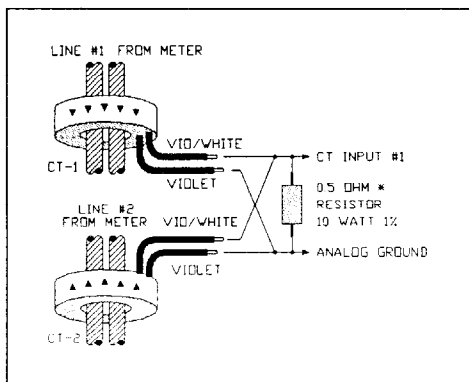 LINE #1 FROM METER
CT-1
VIO/WHITE
VIOLET
CT INPUT #1
0.5 OHM *
RESISTOR
10 WATT 1%
ANALOG GROUND
LINE #2
FROM METER
VIO/WHITE
VIOLET
CT-2